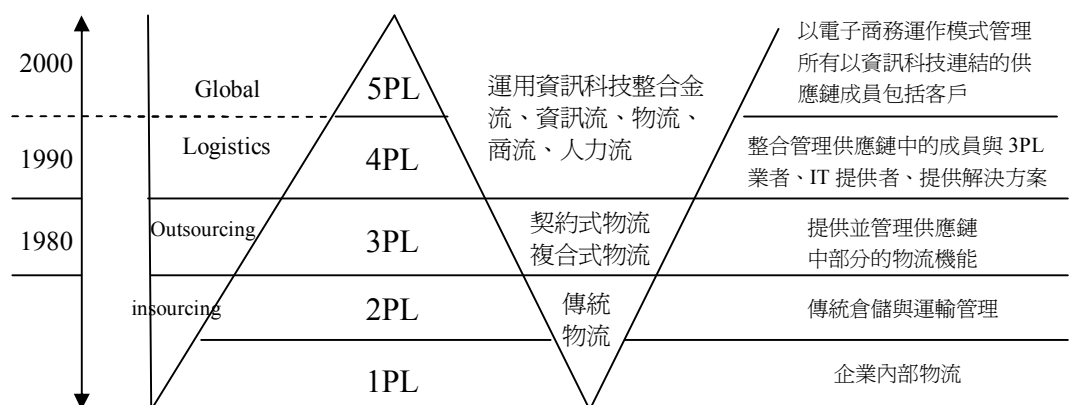 2000
Global
5PL
運用資訊科技整合金
流、資訊流、物流、
商流、人力流
以電子商務運作模式管理
所有以資訊科技連結的供
應鏈成員包括客戶
1990
Logistics
4PL
整合管理供應鏈中的成員與 3PL
業者、IT 提供者、提供解決方案
1980
Outsourcing
3PL
契約式物流
複合式物流
提供並管理供應鏈
中部分的物流機能
insourcing
2PL
傳統
物流
傳統倉儲與運輸管理
1PL
企業內部物流